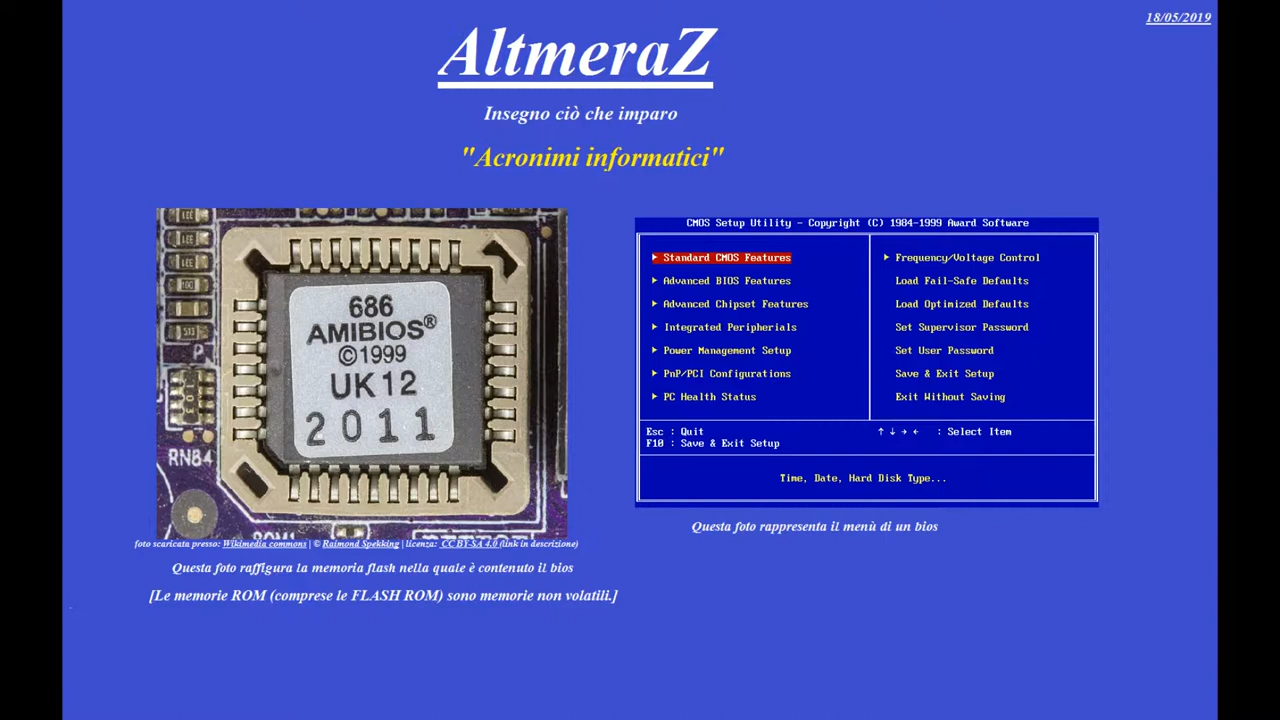 18/05/2019
AltmeraZ
Insegno ciò che imparo
"Acronimi informatici"
686
AMIBIOS®
©1999
UK12
2011
RN84
CMOS Setup Utility - Copyright (C) 1984-1999 Award Software
Standard CMOS Features
Advanced BIOS Features
Advanced Chipset Features
Integrated Peripherials
Power Management Setup
PnP/PCI Configurations
PC Health Status
Frequency/Voltage Control
Load Fail-Safe Defaults
Load Optimized Defaults
Set Supervisor Password
Set User Password
Save & Exit Setup
Exit Without Saving
Esc : Quit
F10 : Save & Exit Setup
↑ ↓ → ← : Select Item
Time, Date, Hard Disk Type...
foto scaricata presso: Wikimedia commons | © Raimond Spekking | licenza: CC BY-SA 4.0 (link in descrizione)
Questa foto raffigura la memoria flash nella quale è contenuto il bios
[Le memorie ROM (comprese le FLASH ROM) sono memorie non volatili.]
Questa foto rappresenta il menù di un bios